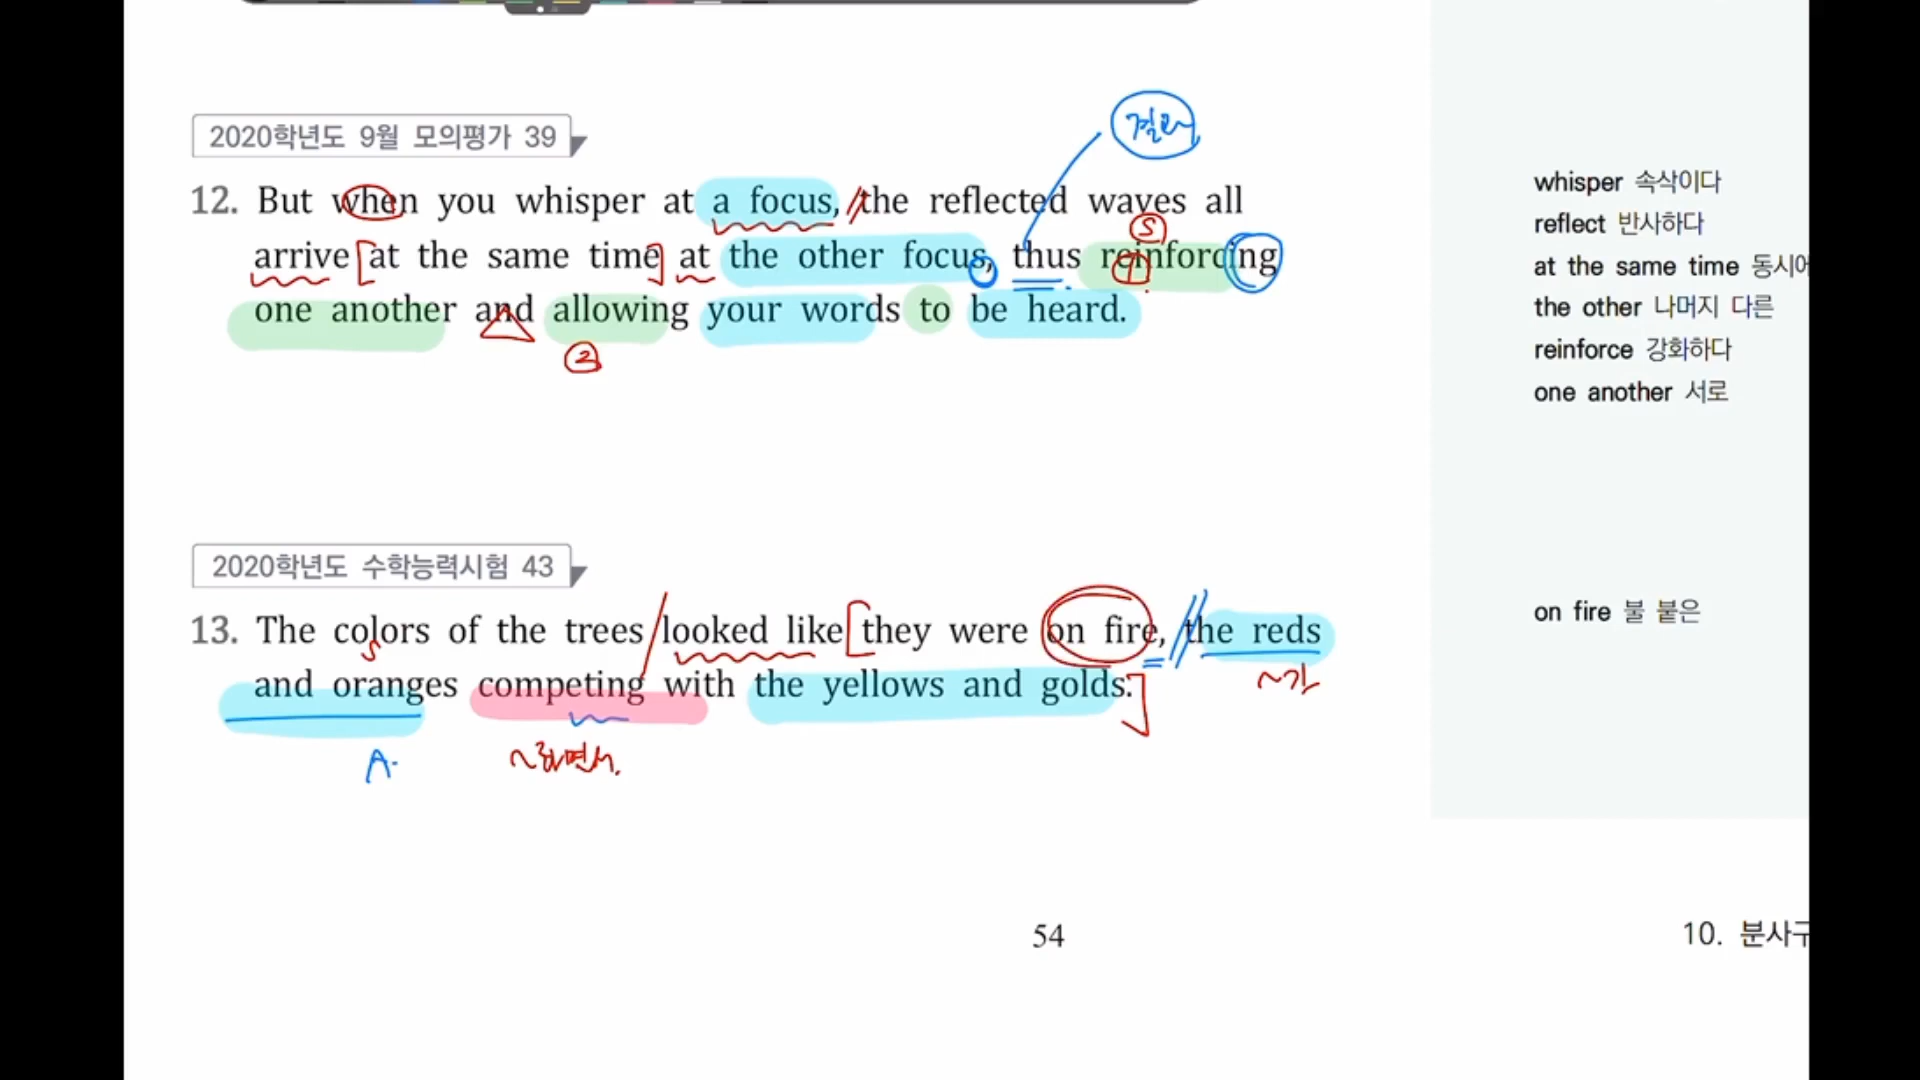 결과
2020학년도 9월 모의평가 39
12. But when you whisper at a focus, the reflected waves all
S
arrive at the same time at the other focus, thus reinforcing
①
one another and allowing your words to be heard.
②
whisper 속삭이다
reflect 반사하다
at the same time 동시에
the other 나머지 다른
reinforce 강화하다
one another 서로
2020학년도 수학능력시험 43
13. The colors of the trees looked like they were on fire, the reds
S
and oranges competing with the yellows and golds.
~가
A.
~하면서.
on fire 불 붙은
54
10. 분사구